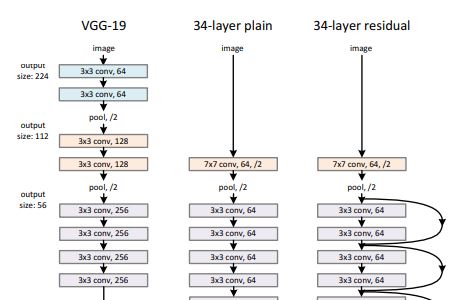 VGG-19
34-layer plain
34-layer residual
image
image
image
output
size: 224
3x3 conv, 64
3x3 conv, 64
pool, /2
output
size: 112
3x3 conv, 128
3x3 conv, 128
7x7 conv, 64, /2
7x7 conv, 64, /2
pool, /2
pool, /2
pool, /2
output
size: 56
3x3 conv, 256
3x3 conv, 64
3x3 conv, 64
3x3 conv, 256
3x3 conv, 64
3x3 conv, 64
3x3 conv, 256
3x3 conv, 64
3x3 conv, 64
3x3 conv, 256
3x3 conv, 64
3x3 conv, 64